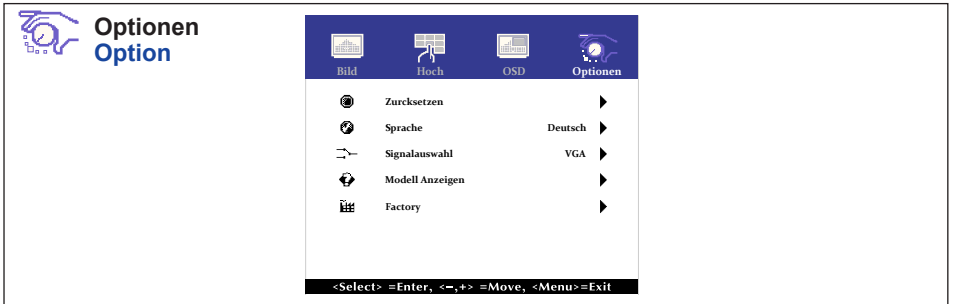 Optionen
Option
Bild Hoch OSD Optionen
Zurcksetzen
Sprache Deutsch
Signalauswahl VGA
Modell Anzeigen
Factory
<Select> =Enter, <−,+> =Move, <Menu>=Exit